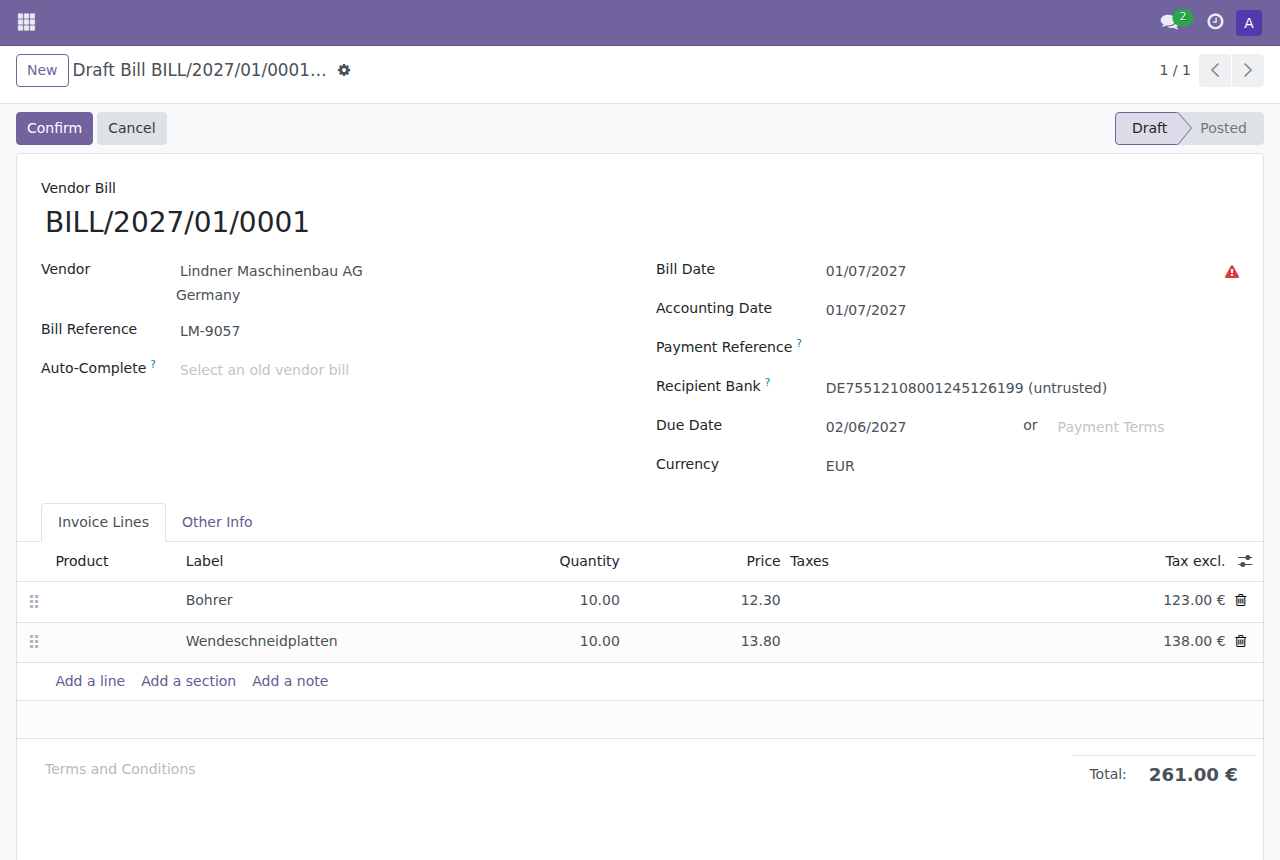 2
A
New
Draft Bill BILL/2027/01/0001...
1 / 1
Confirm
Cancel
Draft
Posted
Vendor Bill
BILL/2027/01/0001
Vendor
Lindner Maschinenbau AG
Germany
Bill Reference
LM-9057
Auto-Complete ?
Select an old vendor bill
Bill Date
01/07/2027
Accounting Date
01/07/2027
Payment Reference ?
Recipient Bank ?
DE75512108001245126199 (untrusted)
Due Date
02/06/2027
or
Payment Terms
Currency
EUR
Invoice Lines
Other Info
Product Label Quantity Price Taxes Tax excl.
Bohrer 10.00 12.30 123.00 €
Wendeschneidplatten 10.00 13.80 138.00 €
Add a line Add a section Add a note
Terms and Conditions
Total: 261.00 €